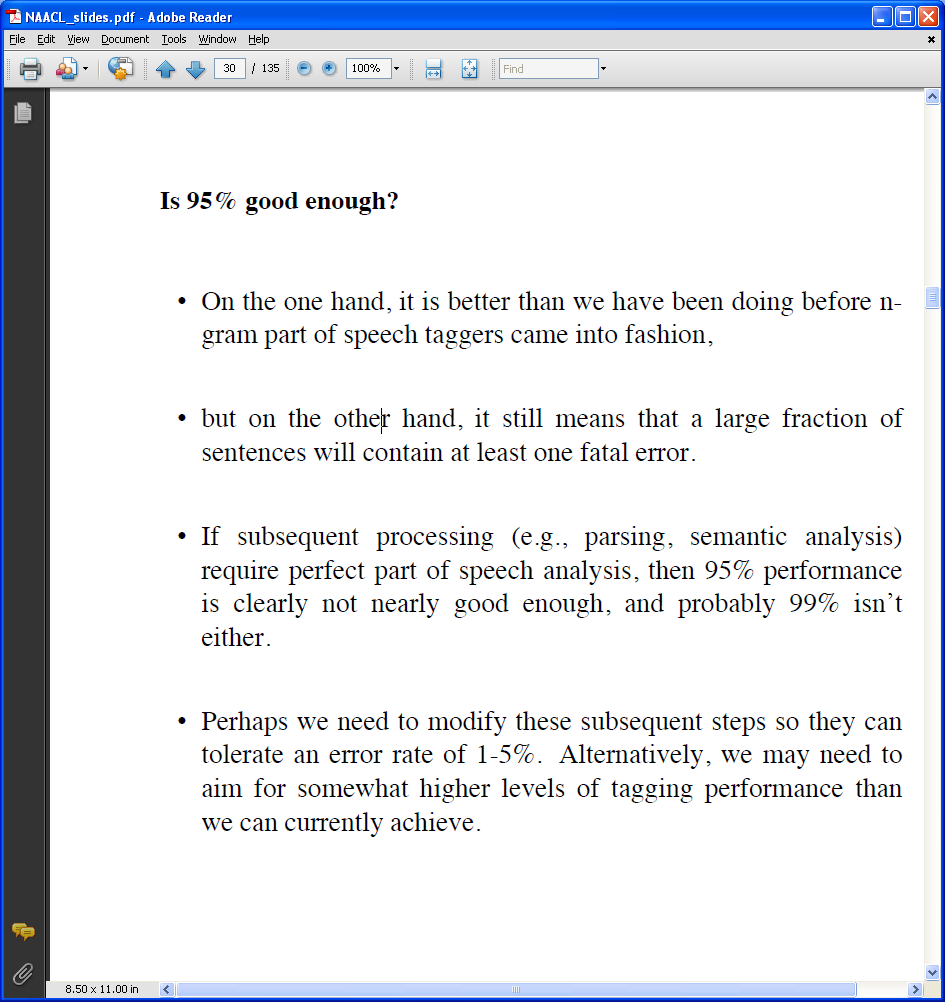 NAACL_slides.pdf - Adobe Reader
File Edit View Document Tools Window Help
30 / 135 100% Find
Is 95% good enough?
• On the one hand, it is better than we have been doing before n-
gram part of speech taggers came into fashion,
• but on the other hand, it still means that a large fraction of
sentences will contain at least one fatal error.
• If subsequent processing (e.g., parsing, semantic analysis)
require perfect part of speech analysis, then 95% performance
is clearly not nearly good enough, and probably 99% isn't
either.
• Perhaps we need to modify these subsequent steps so they can
tolerate an error rate of 1-5%. Alternatively, we may need to
aim for somewhat higher levels of tagging performance than
we can currently achieve.
8.50 x 11.00 in